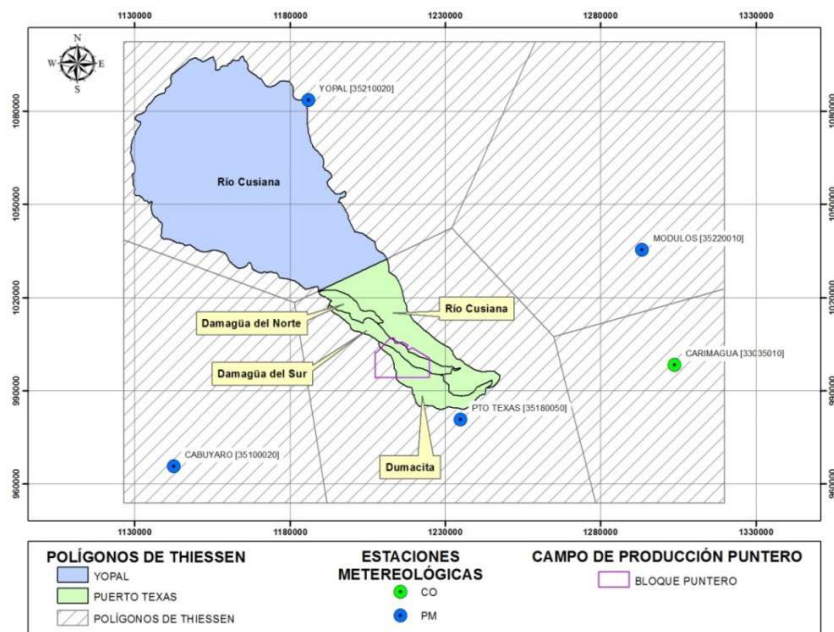 1130000 1180000 1230000 1280000 1330000
N
W E
S
1080000 1080000
1050000 1050000
1020000 1020000
990000 990000
960000 960000
YOPAL [35210020]
Río Cusiana
MODULOS [35220010]
Damagüa del Norte
Río Cusiana
Damagüa del Sur
CARIMAGUA [33035010]
PTO TEXAS [35180050]
CABUYARO [35100020]
Dumacita
1130000 1180000 1230000 1280000 1330000
POLÍGONOS DE THIESSEN
YOPAL
PUERTO TEXAS
POLÍGONOS DE THIESSEN
ESTACIONES
METEREOLÓGICAS
CO
PM
CAMPO DE PRODUCCIÓN PUNTERO
BLOQUE PUNTERO